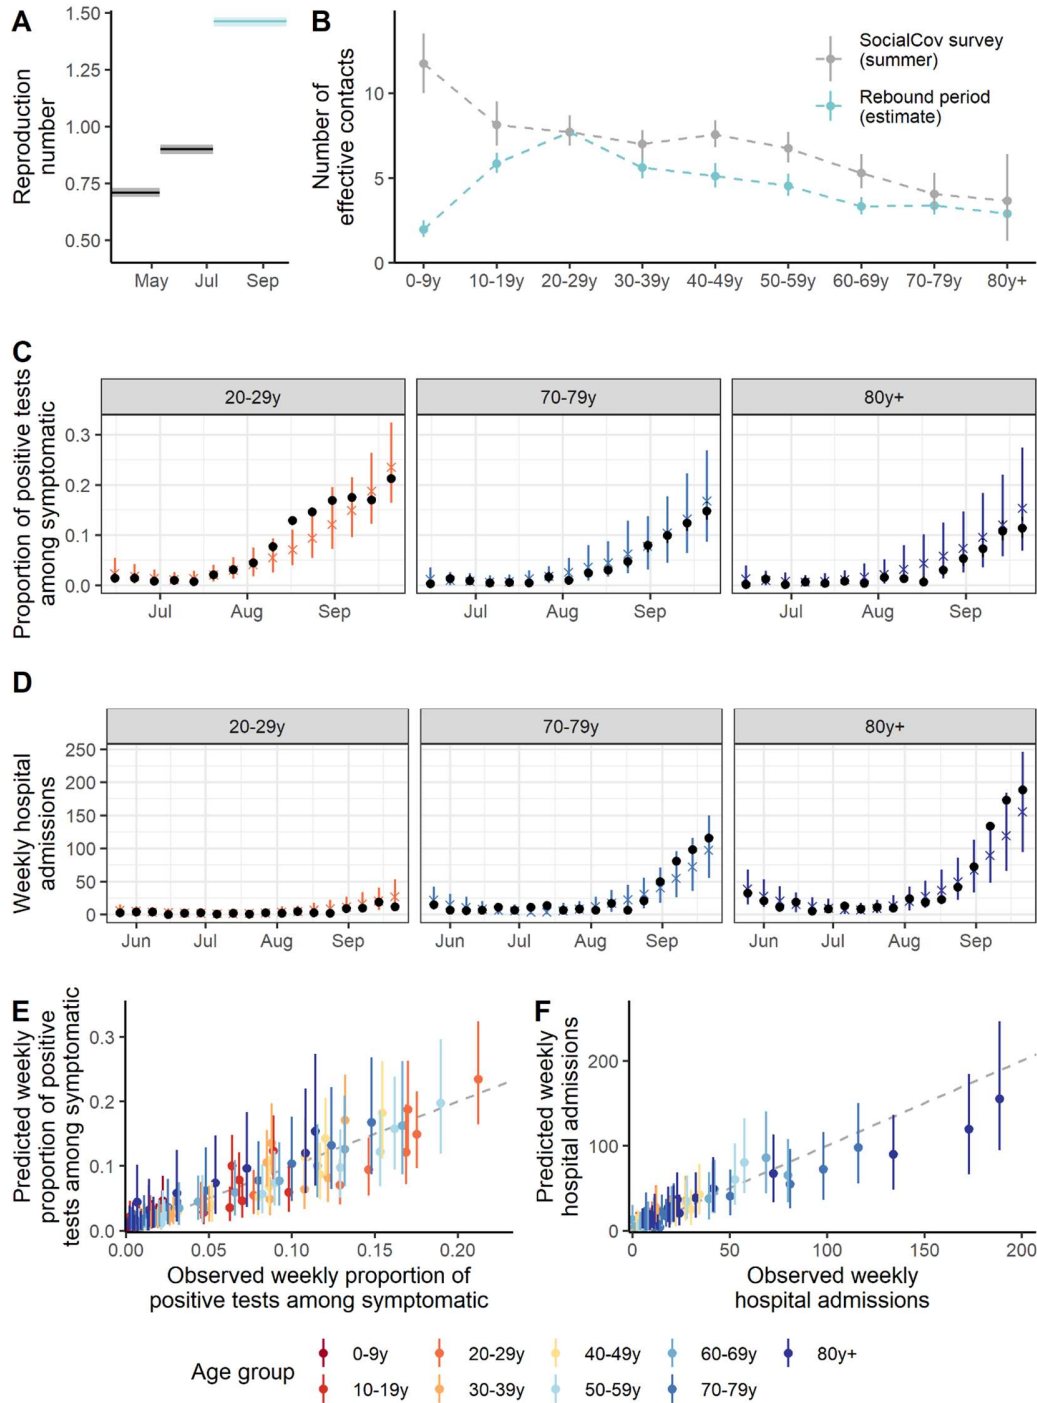 A
Reproduction
number
1.50
1.25
1.00
0.75
0.50
May Jul Sep
B
Number of
effective contacts
10
5
0
SocialCov survey
(summer)
Rebound period
(estimate)
0-9y 10-19y 20-29y 30-39y 40-49y 50-59y 60-69y 70-79y 80y+
C
Proportion of positive tests
among symptomatic
20-29y 70-79y 80y+
0.3
0.2
0.1
0.0
Jul Aug Sep Jul Aug Sep Jul Aug Sep
D
Weekly hospital
admissions
20-29y 70-79y 80y+
250
200
150
100
50
0
Jun Jul Aug Sep Jun Jul Aug Sep Jun Jul Aug Sep
E
Predicted weekly
proportion of positive
tests among symptomatic
0.3
0.2
0.1
0.0
0.00 0.05 0.10 0.15 0.20
Observed weekly proportion of
positive tests among symptomatic
F
Predicted weekly
hospital admissions
200
100
0
0 50 100 150 200
Observed weekly
hospital admissions
Age group
0-9y 20-29y 40-49y 60-69y 80y+
10-19y 30-39y 50-59y 70-79y